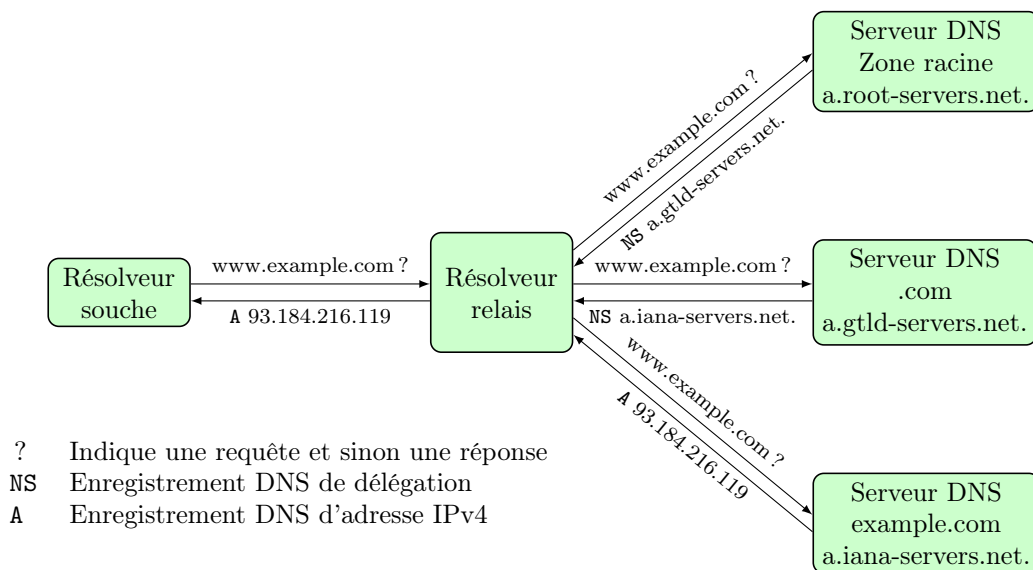 Serveur DNS
Zone racine
a.root-servers.net.
www.example.com ?
NS a.gtld-servers.net.
Résolveur
souche
www.example.com ?
A 93.184.216.119
Résolveur
relais
www.example.com ?
NS a.iana-servers.net.
Serveur DNS
.com
a.gtld-servers.net.
www.example.com ?
A 93.184.216.119
Serveur DNS
example.com
a.iana-servers.net.
? Indique une requête et sinon une réponse
NS Enregistrement DNS de délégation
A Enregistrement DNS d'adresse IPv4